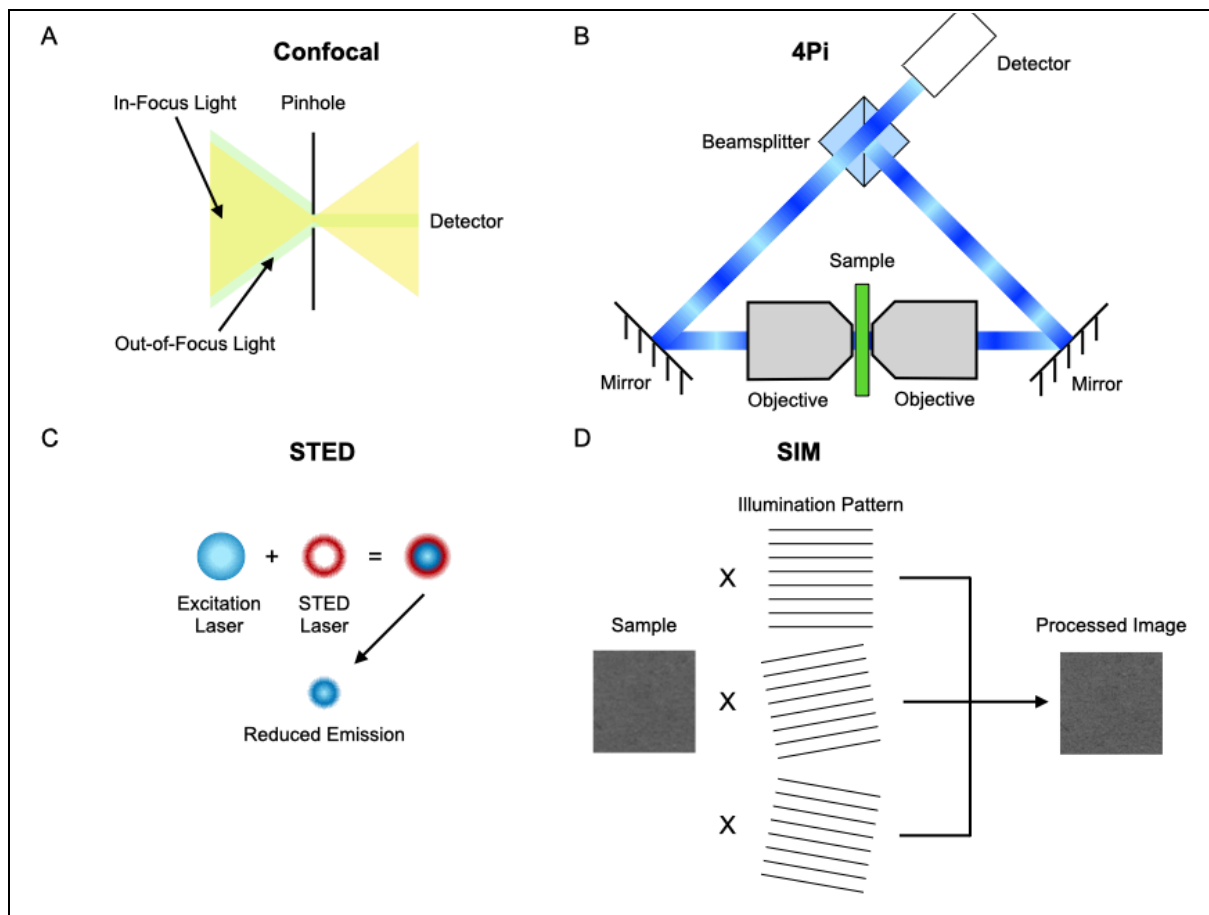 A
Confocal
In-Focus Light
Pinhole
Detector
Out-of-Focus Light
B
4Pi
Detector
Beamsplitter
Sample
Mirror
Objective
Objective
Mirror
C
STED
+
=
Excitation
Laser
STED
Laser
Reduced Emission
D
SIM
Illumination Pattern
X
Sample
Processed Image
X
X